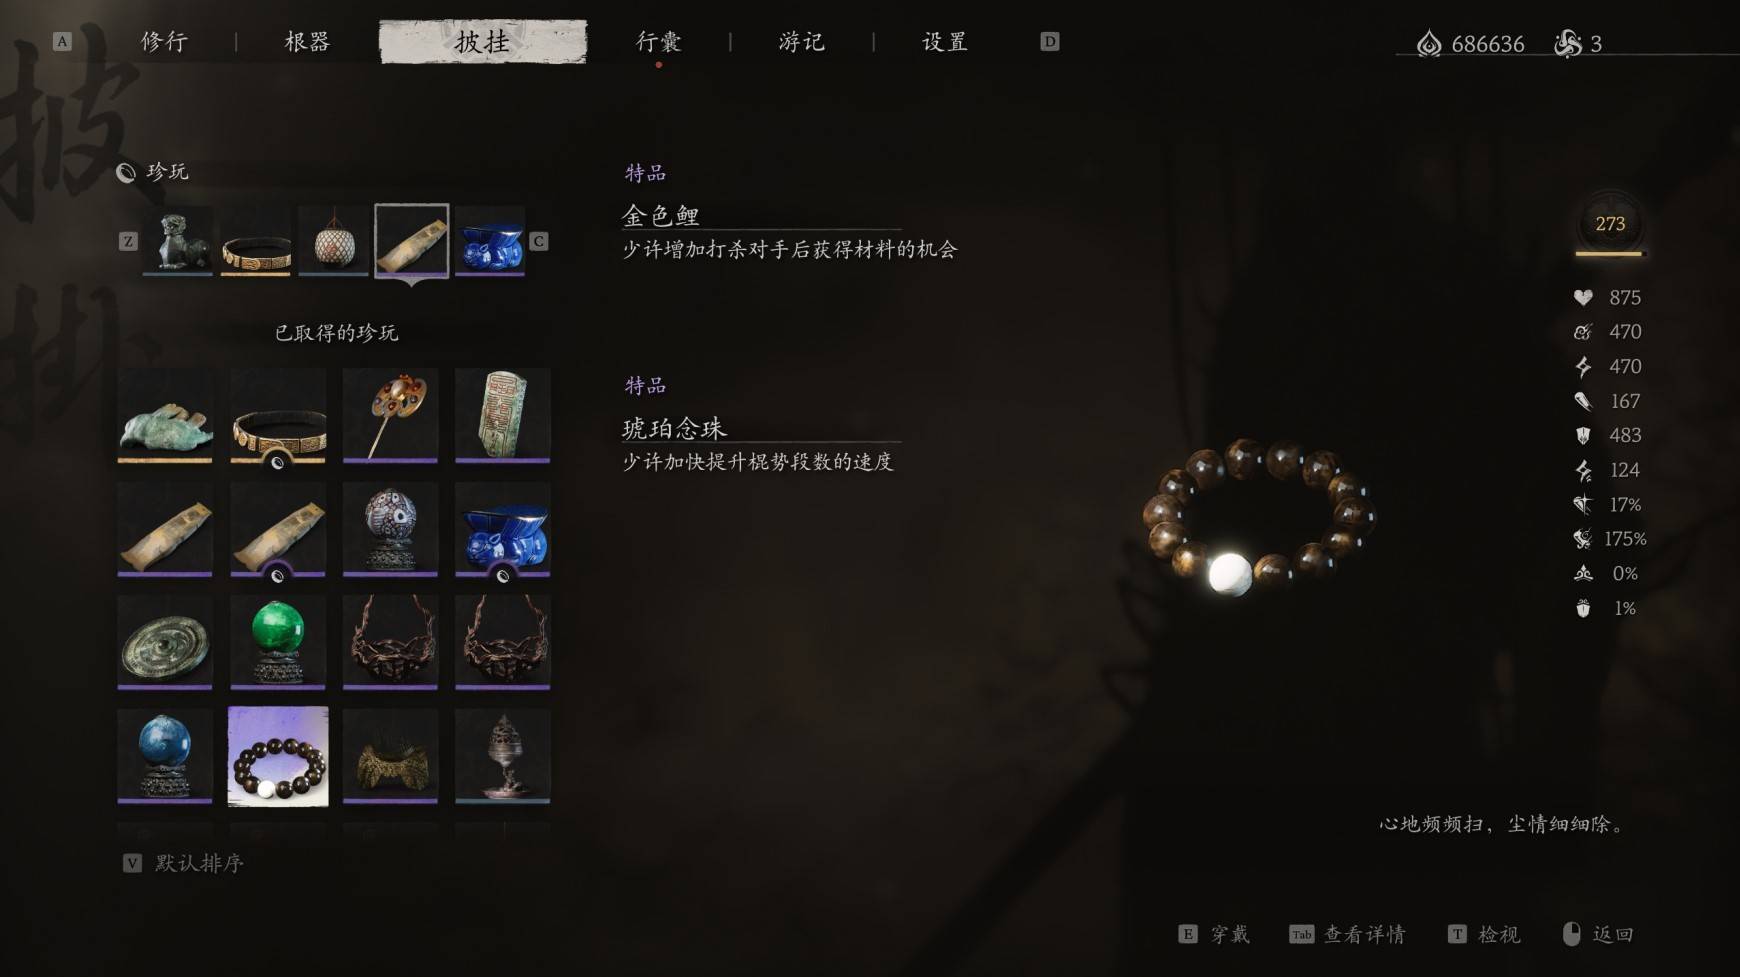 A 修行 | 根器 披挂 行囊 | 游记 | 设置 D
686636 3
披
掛
珍玩
Z C
已取得的珍玩
V 默认排序
特品
金色鲤
少许增加打杀对手后获得材料的机会
特品
琥珀念珠
少许加快提升棍势段数的速度
273
875
470
470
167
483
124
17%
175%
0%
1%
心地频频扫，尘情细细除。
E 穿戴 Tab 查看详情 T 检视 返回